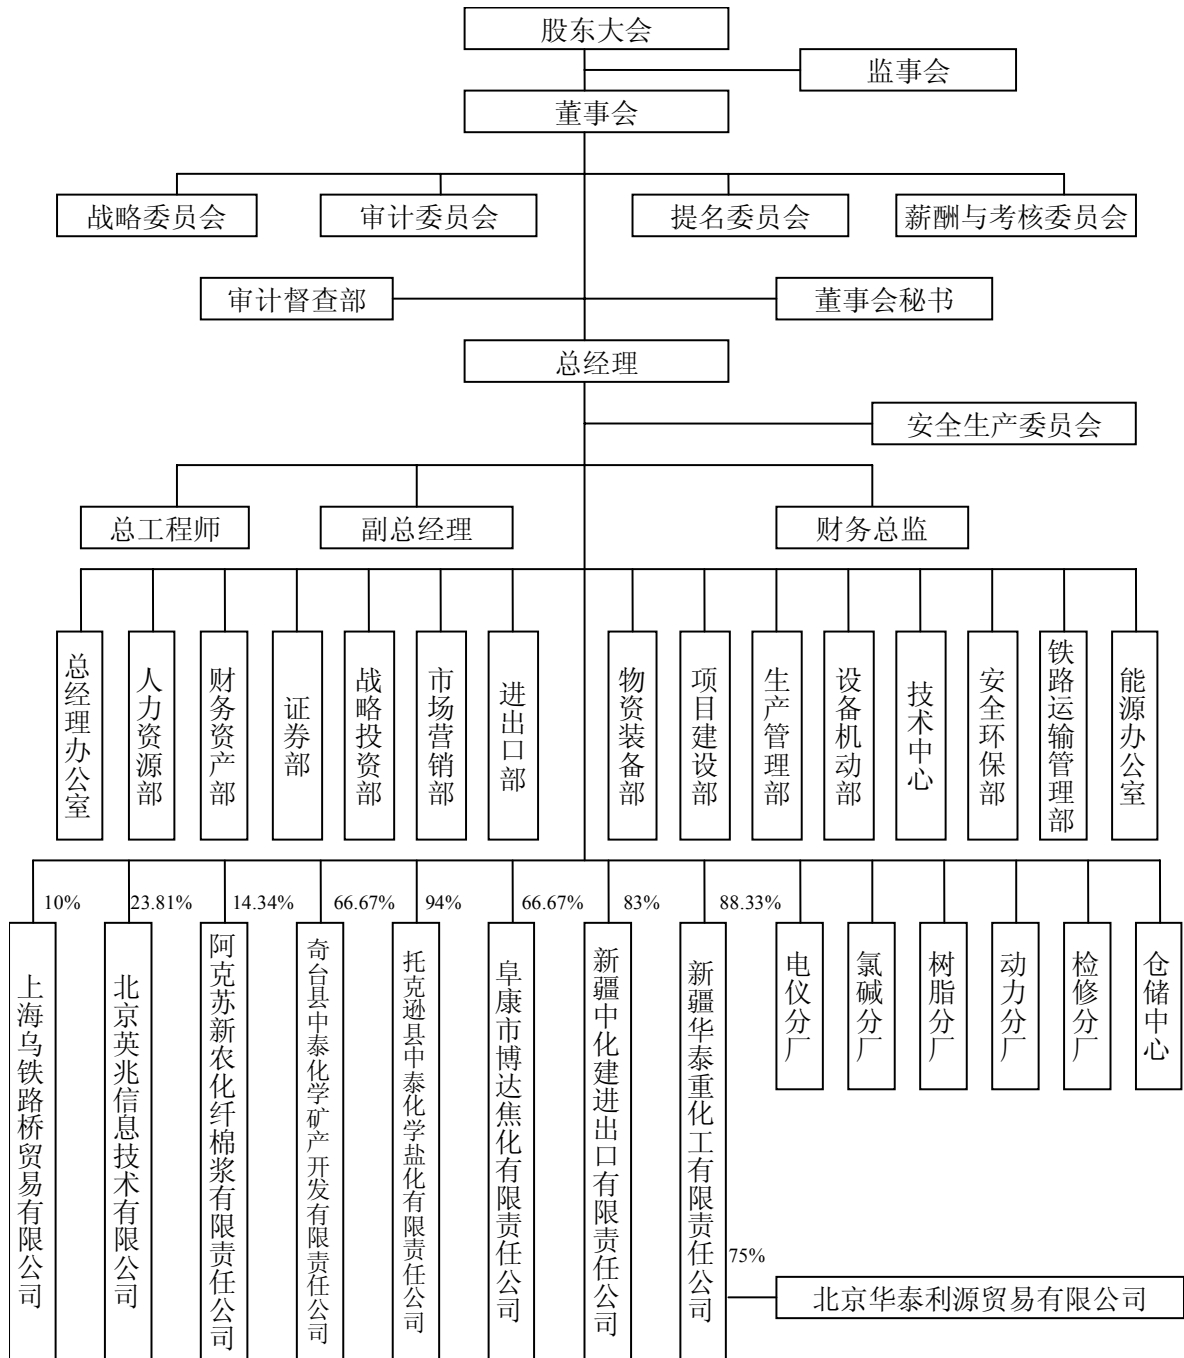 股东大会
监事会
董事会
战略委员会
审计委员会
提名委员会
薪酬与考核委员会
审计督查部
董事会秘书
总经理
安全生产委员会
总工程师
副总经理
财务总监
总经理办公室
人力资源部
财务资产部
证券部
战略投资部
市场营销部
进出口部
物资装备部
项目建设部
生产管理部
设备机动部
技术中心
安全环保部
铁路运输管理部
能源办公室
10%
23.81%
14.34%
66.67%
94%
66.67%
83%
88.33%
上海乌铁路桥贸易有限公司
北京英兆信息技术有限公司
阿克苏新农化纤棉浆有限责任公司
奇台县中泰化学矿产开发有限责任公司
托克逊县中泰化学盐化有限责任公司
阜康市博达焦化有限责任公司
新疆中化建进出口有限责任公司
新疆华泰重化工有限责任公司
电仪分厂
氯碱分厂
树脂分厂
动力分厂
检修分厂
仓储中心
75%
北京华泰利源贸易有限公司